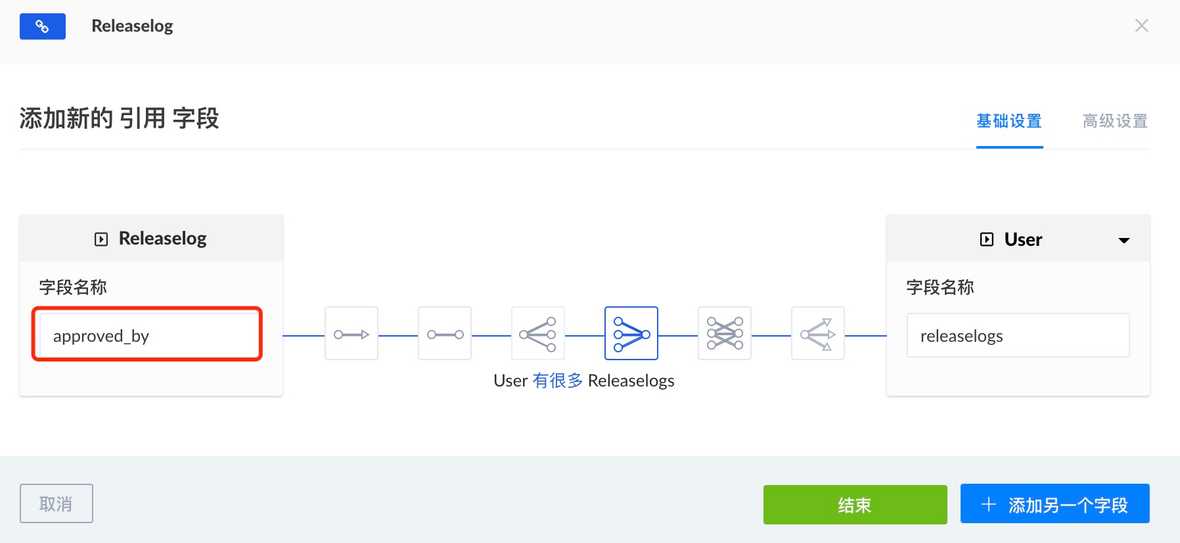 Releaselog
添加新的 引用 字段
基础设置
高级设置
Releaselog
字段名称
approved_by
User 有很多 Releaselogs
User
字段名称
releaselogs
取消
结束
添加另一个字段